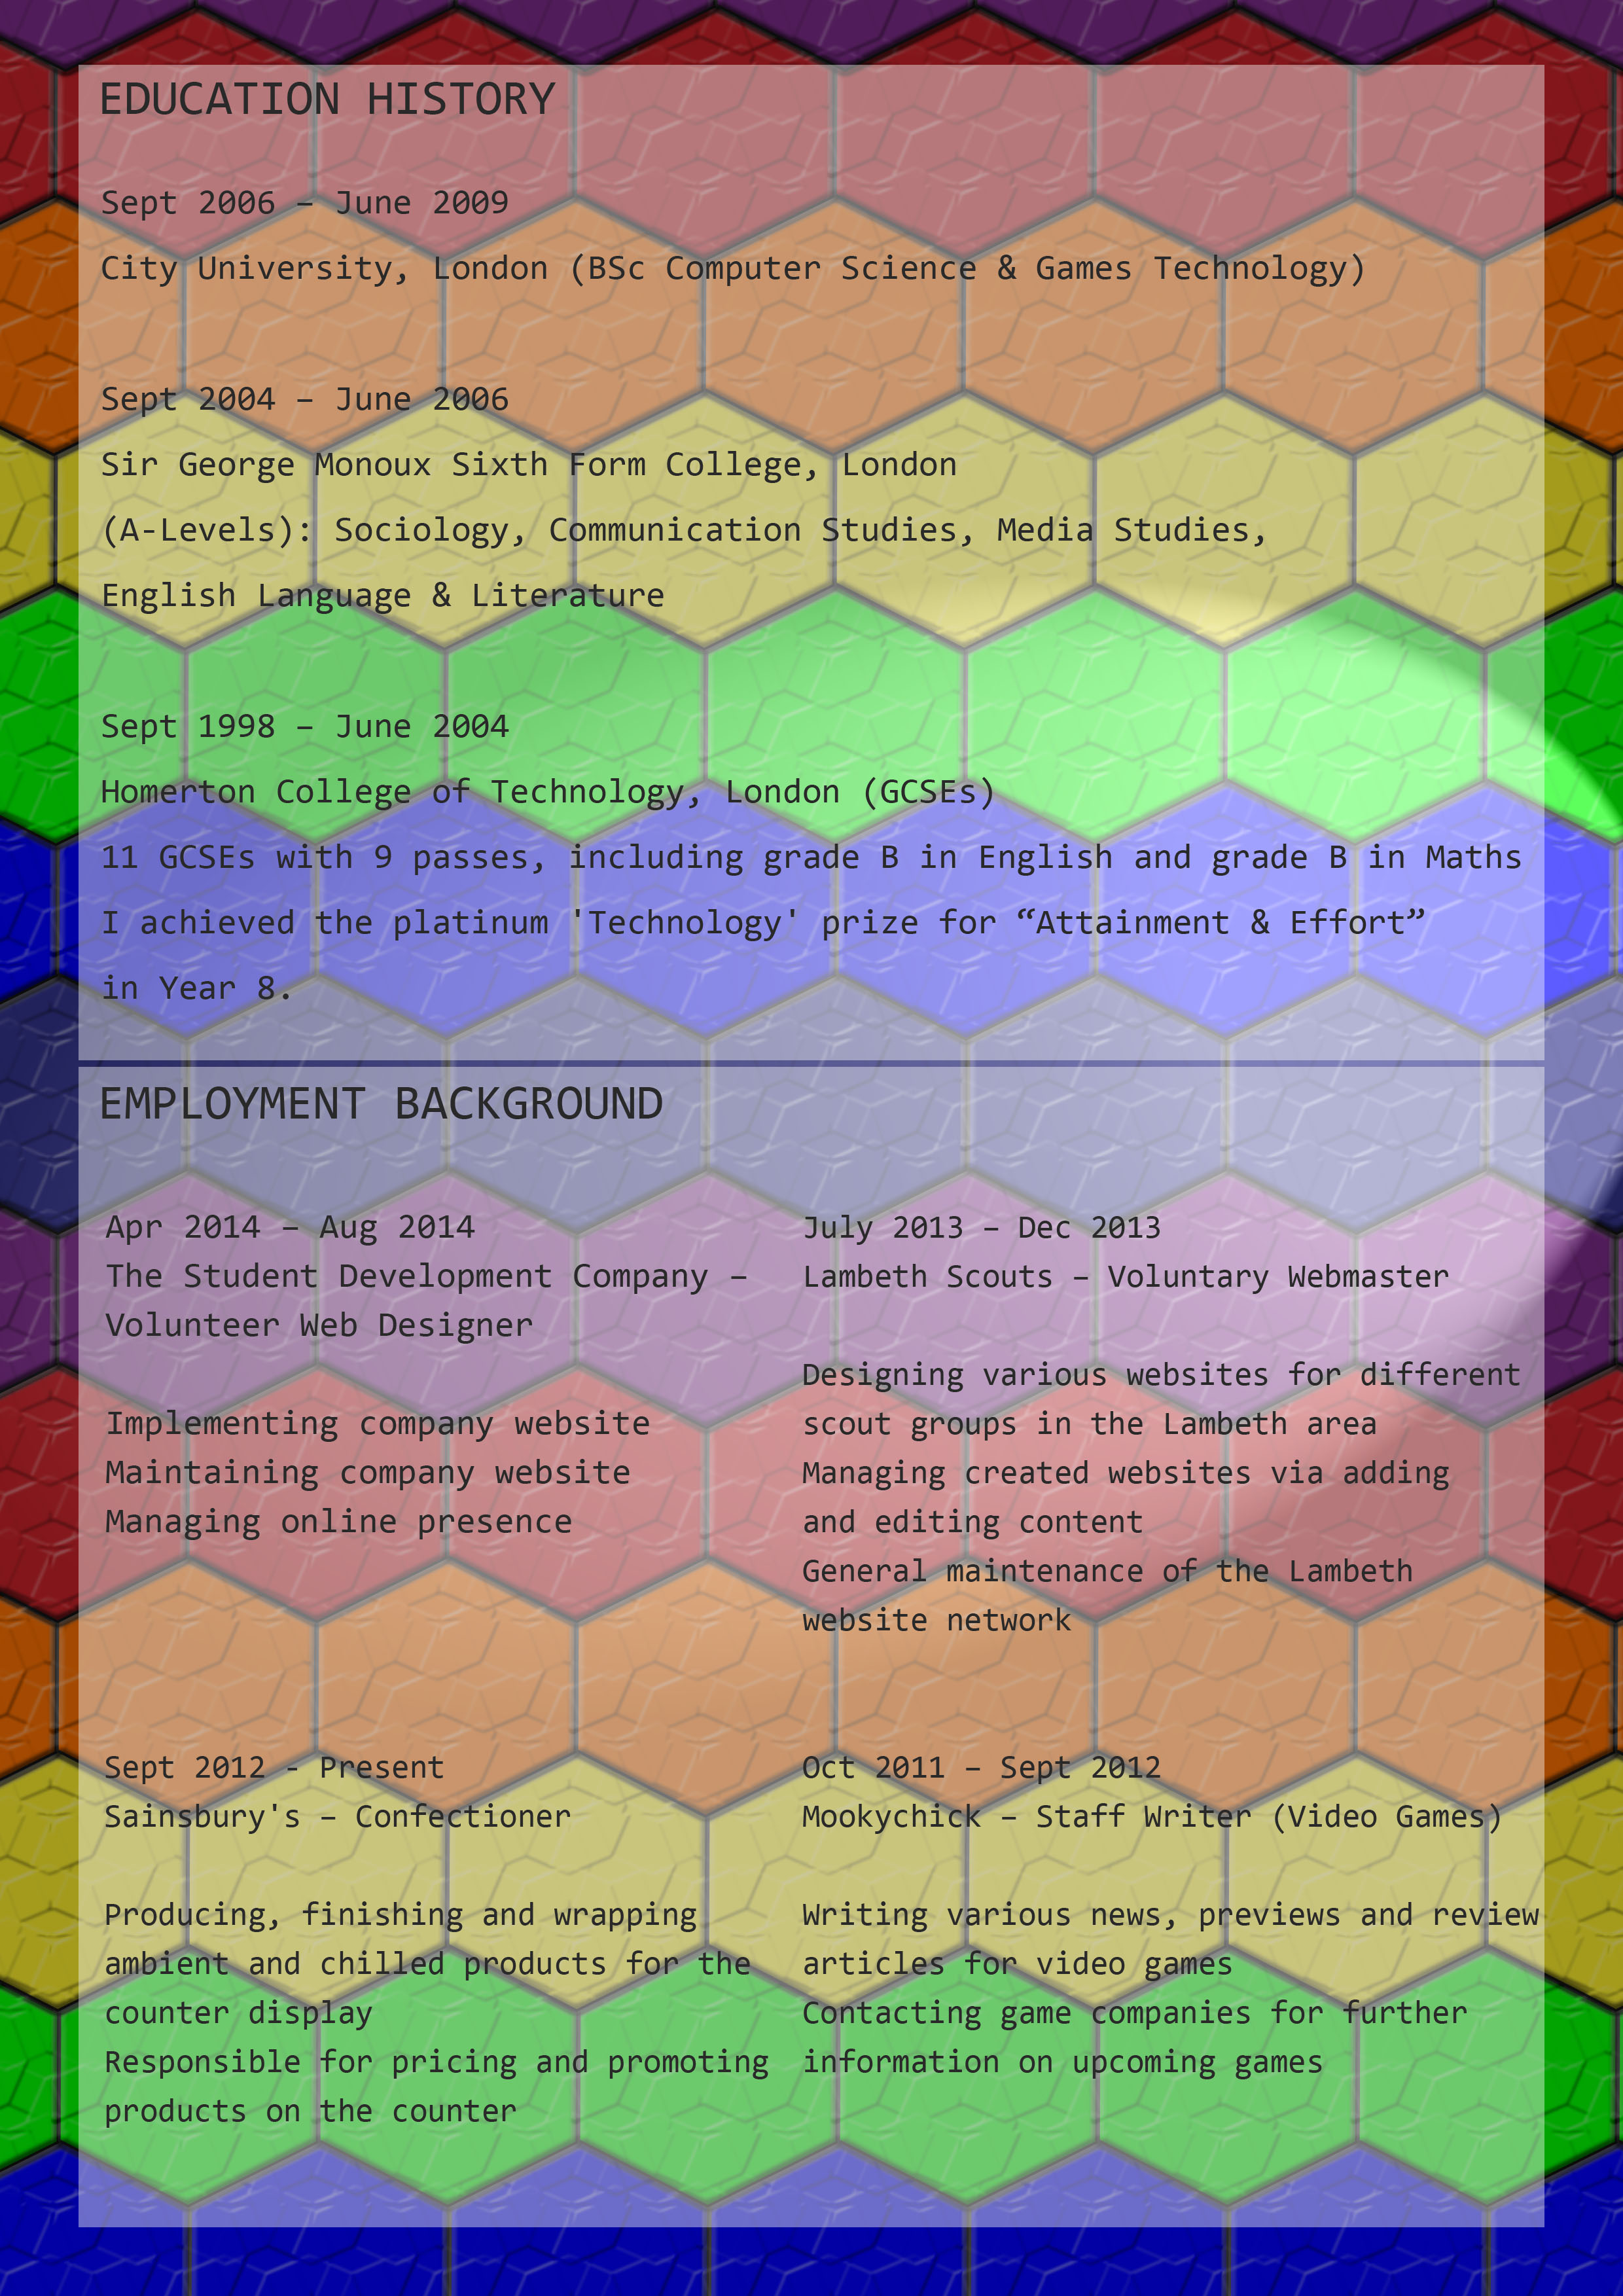 EDUCATION HISTORY
Sept 2006 – June 2009
City University, London (BSc Computer Science & Games Technology)
Sept 2004 – June 2006
Sir George Monoux Sixth Form College, London
(A-Levels): Sociology, Communication Studies, Media Studies,
English Language & Literature
Sept 1998 – June 2004
Homerton College of Technology, London (GCSEs)
11 GCSEs with 9 passes, including grade B in English and grade B in Maths
I achieved the platinum 'Technology' prize for “Attainment & Effort”
in Year 8.
EMPLOYMENT BACKGROUND
Apr 2014 – Aug 2014
The Student Development Company –
Volunteer Web Designer
Implementing company website
Maintaining company website
Managing online presence
July 2013 – Dec 2013
Lambeth Scouts – Voluntary Webmaster
Designing various websites for different
scout groups in the Lambeth area
Managing created websites via adding
and editing content
General maintenance of the Lambeth
website network
Sept 2012 - Present
Sainsbury's – Confectioner
Producing, finishing and wrapping
ambient and chilled products for the
counter display
Responsible for pricing and promoting
products on the counter
Oct 2011 – Sept 2012
Mookychick – Staff Writer (Video Games)
Writing various news, previews and review
articles for video games
Contacting game companies for further
information on upcoming games